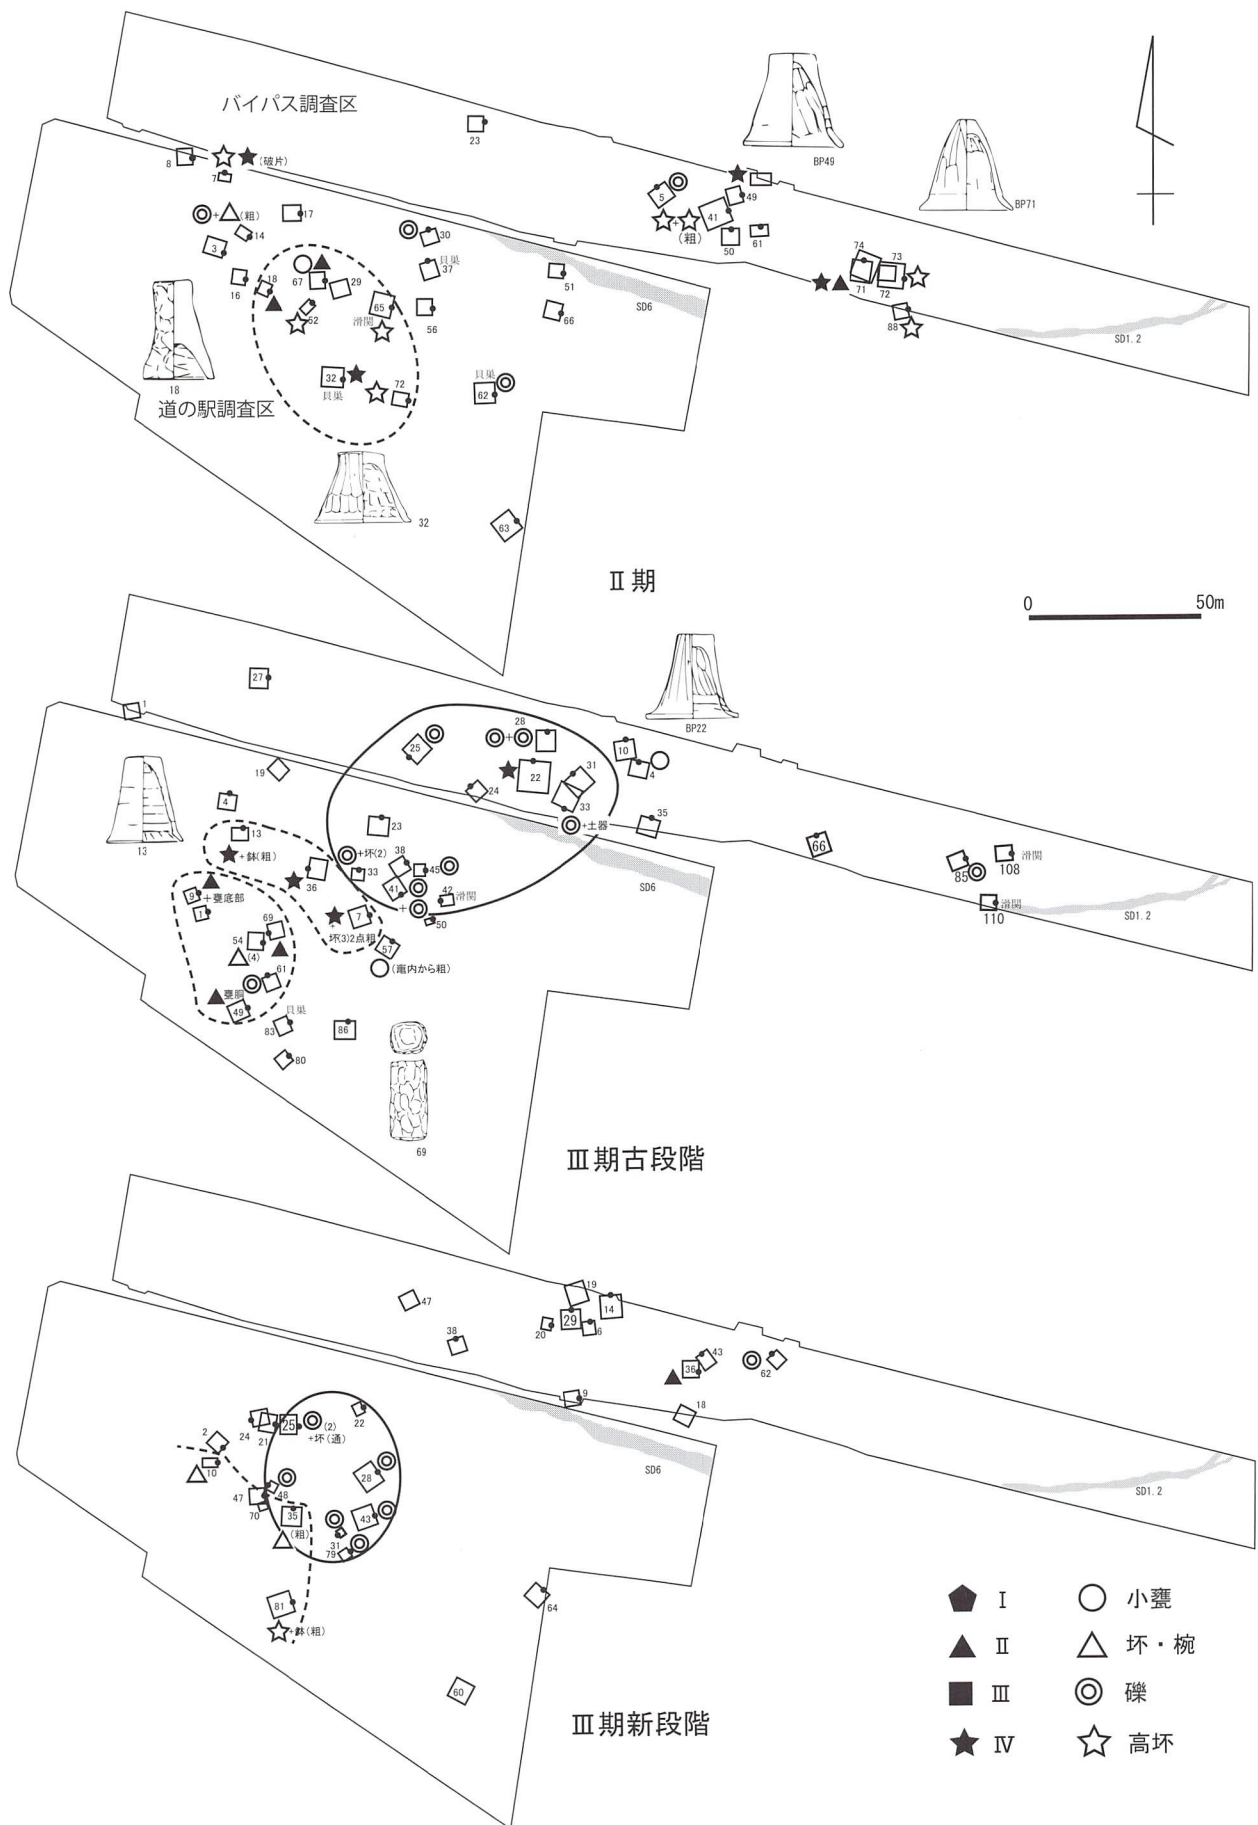 バイパス調査区
23
BP49
BP71
8
(破片)
7
5
49
41
(粗)
50
61
+ (粗)
17
14
3
30
貝巣
37
16
18
67
29
52
65
滑関
56
51
66
SD6
74
73
71
72
88
SD1.2
18
道の駅調査区
32
貝巣
72
貝巣
62
32
63
Ⅱ期
0 50m
27
1
BP22
28
25
+
10
4
31
22
24
33
19
4
13
13
+鉢(粗)
23
+土器
35
66
+坏(2)
38
33
45
36
41
42
滑関
+
50
SD6
85
108
滑関
110
滑関
SD1.2
9
+甕底部
1
7
+
坏(3)2点粗
69
54
(4)
57
(竈内から粗)
61
甕胴
49
貝巣
83
86
80
69
Ⅲ期古段階
19
47
14
29
20
6
38
43
36
62
9
18
22
24
21
25
(2)
+坏(通)
2
10
28
48
47
70
35
(粗)
43
31
79
SD6
SD1.2
81
+鉢(粗)
64
60
Ⅲ期新段階
Ⅰ 小甕
Ⅱ 坏・椀
Ⅲ 礫
Ⅳ 高坏